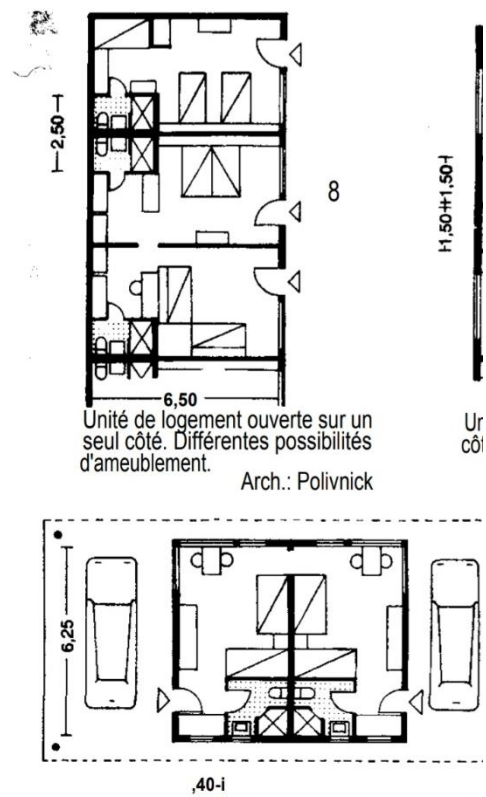 2,50
8
1,50
1,50
6,50
Unité de logement ouverte sur un
seul côté. Différentes possibilités
d'ameublement.
Arch.: Polivnick
Un
côt
6,25
,40-i